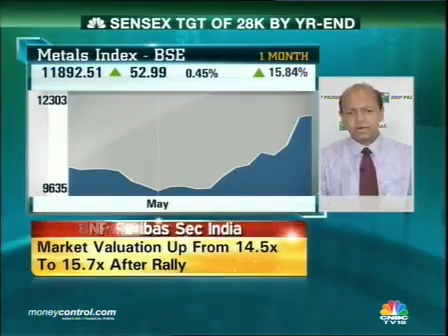 SENSEX TGT OF 28K BY YR-END
Metals Index - BSE
1 MONTH
11892.51 52.99 0.45% 15.84%
12303
9635
May
BNP Paribas Sec India
Market Valuation Up From 14.5x
To 15.7x After Rally
moneycontrol.com
CNBC
TV18